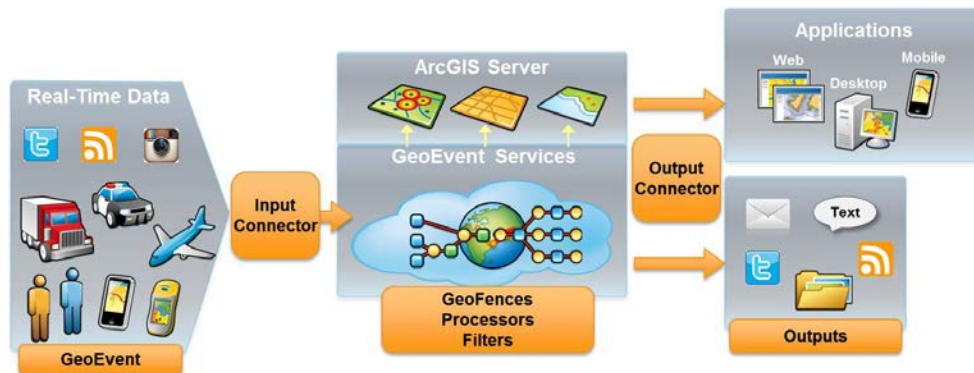 Real-Time Data
GeoEvent
Input
Connector
ArcGIS Server
GeoEvent Services
GeoFences
Processors
Filters
Output
Connector
Applications
Web
Desktop
Mobile
Text
Outputs